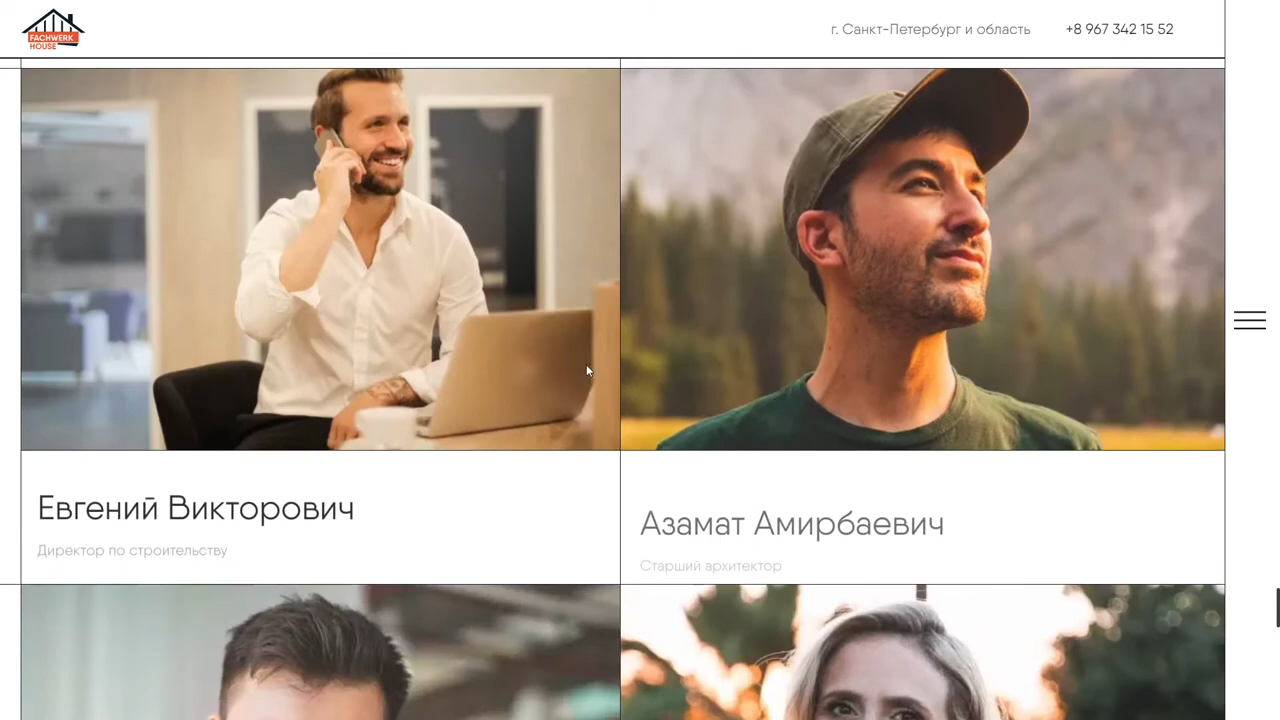 FACHWERK
HOUSE
г. Санкт-Петербург и область
+8 967 342 15 52
Евгений Викторович
Директор по строительству
Азамат Амирбаевич
Старший архитектор